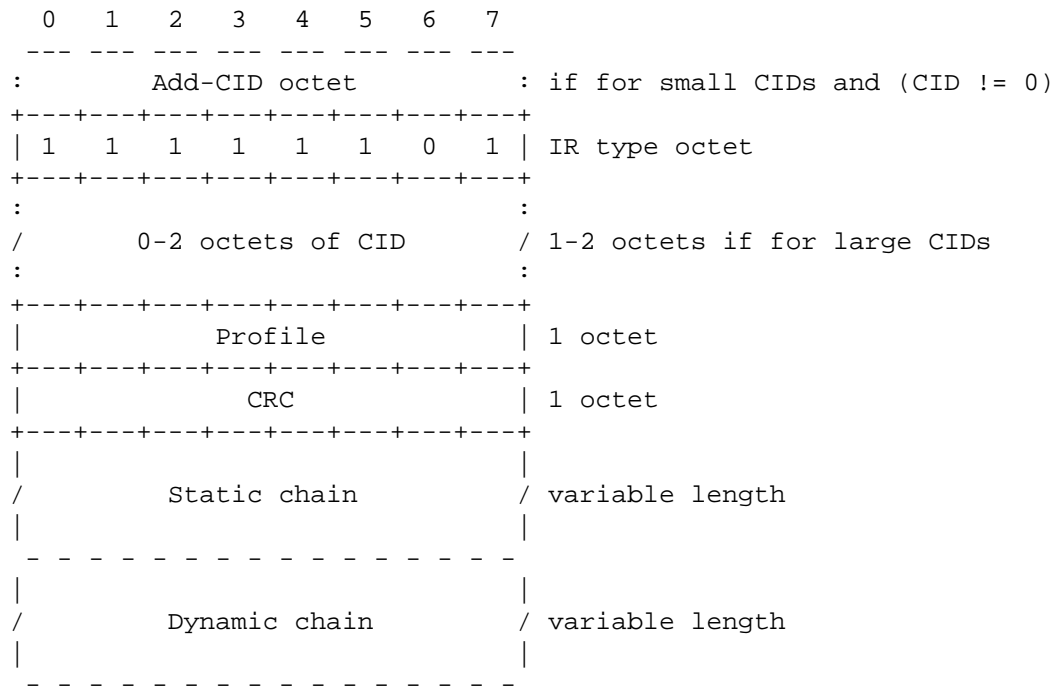 0   1   2   3   4   5   6   7
 --- --- --- --- --- --- --- ---
:         Add-CID octet         : if for small CIDs and (CID != 0)
+---+---+---+---+---+---+---+---+
| 1   1   1   1   1   1   0   1 | IR type octet
+---+---+---+---+---+---+---+---+
:                               :
/       0-2 octets of CID       / 1-2 octets if for large CIDs
:                               :
+---+---+---+---+---+---+---+---+
|            Profile            | 1 octet
+---+---+---+---+---+---+---+---+
|              CRC              | 1 octet
+---+---+---+---+---+---+---+---+
|                               |
/         Static chain          / variable length
|                               |
 - - - - - - - - - - - - - - - -
|                               |
/         Dynamic chain         / variable length
|                               |
 - - - - - - - - - - - - - - - -